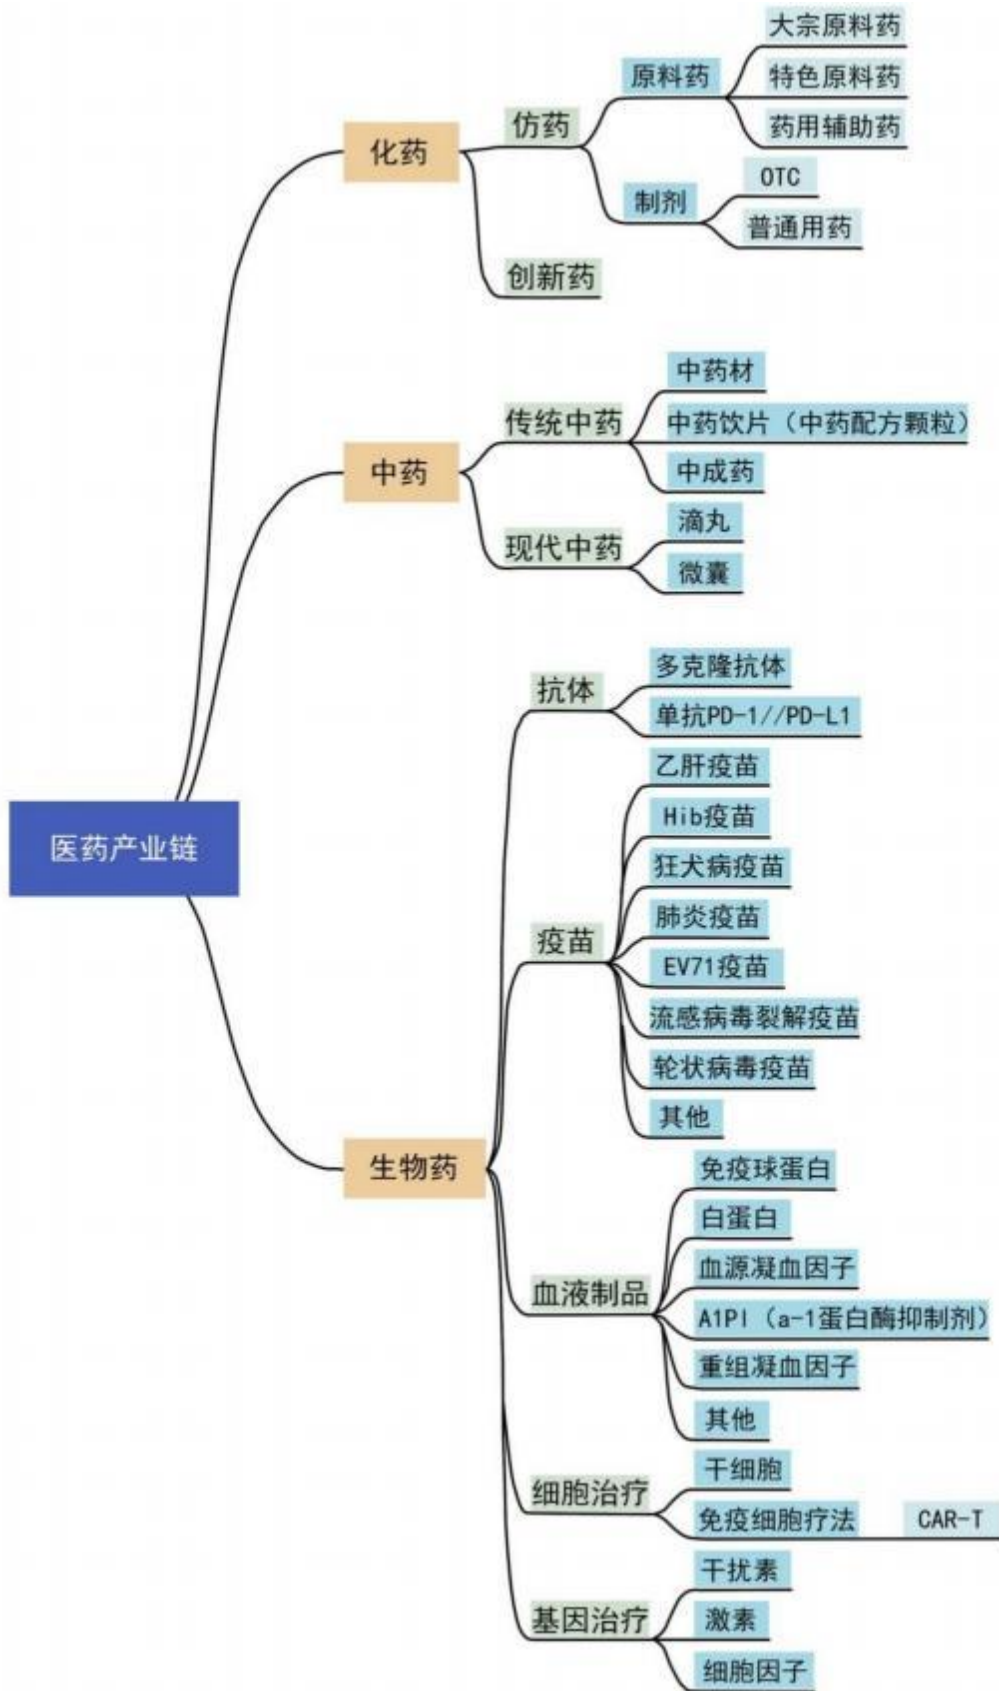 医药产业链
化药
仿药
原料药
大宗原料药
特色原料药
药用辅助药
制剂
OTC
普通用药
创新药
中药
传统中药
中药材
中药饮片（中药配方颗粒）
中成药
现代中药
滴丸
微囊
生物药
抗体
多克隆抗体
单抗PD-1//PD-L1
疫苗
乙肝疫苗
Hib疫苗
狂犬病疫苗
肺炎疫苗
EV71疫苗
流感病毒裂解疫苗
轮状病毒疫苗
其他
血液制品
免疫球蛋白
白蛋白
血源凝血因子
A1PI（a-1蛋白酶抑制剂）
重组凝血因子
其他
细胞治疗
干细胞
免疫细胞疗法
CAR-T
基因治疗
干扰素
激素
细胞因子